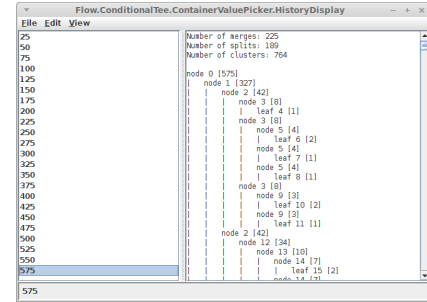 Flow.ConditionalTee.ContainerValuePicker.HistoryDisplay
File Edit View
25
50
75
100
125
150
175
200
225
250
275
300
325
350
375
400
425
450
475
500
525
550
575
Number of merges: 225
Number of splits: 189
Number of clusters: 764
node 0 [575]
| node 1 [327]
| | node 2 [42]
| | | node 3 [8]
| | | | leaf 4 [1]
| | | node 3 [8]
| | | | node 5 [4]
| | | | | leaf 6 [2]
| | | | node 5 [4]
| | | | | leaf 7 [1]
| | | | node 5 [4]
| | | | | leaf 8 [1]
| | | node 3 [8]
| | | | node 9 [3]
| | | | | leaf 10 [2]
| | | | node 9 [3]
| | | | | leaf 11 [1]
| | node 2 [42]
| | | node 12 [34]
| | | | node 13 [10]
| | | | | node 14 [7]
| | | | | | leaf 15 [2]
| | | | | node 14 [7]
575